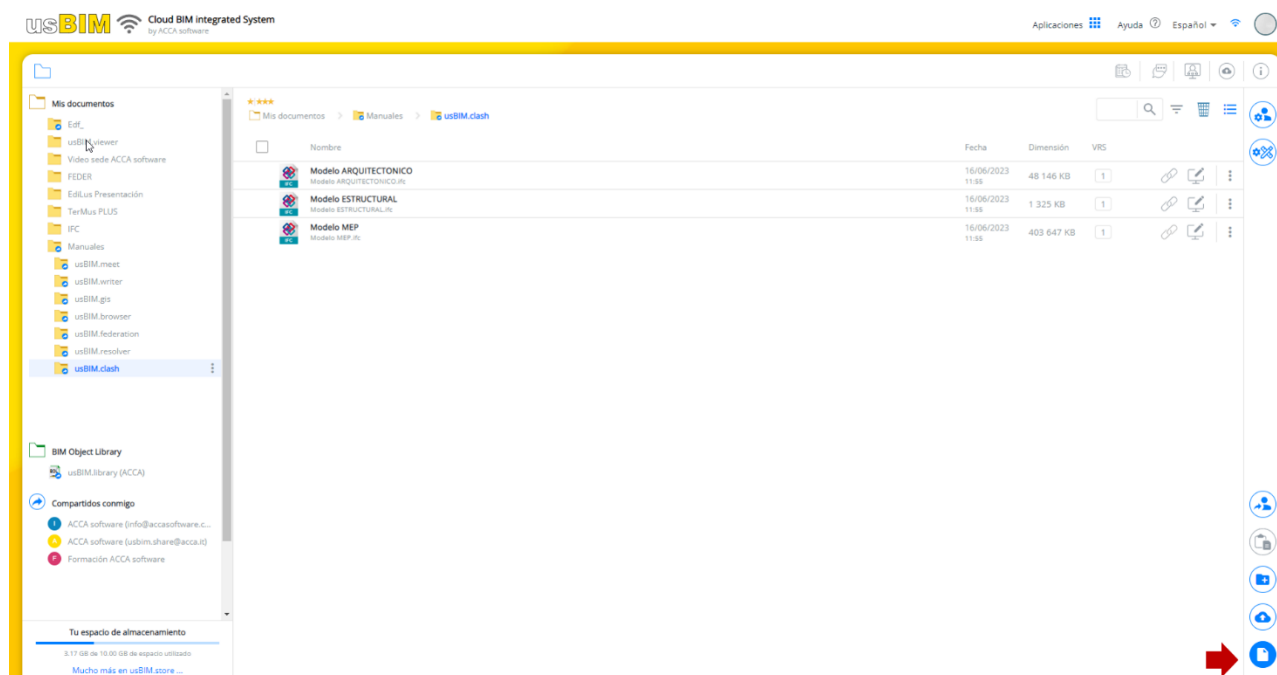 usBIM
Cloud BIM integrated System
by ACCA software
Aplicaciones
Ayuda
Español
Mis documentos
Edf_
usBIM.viewer
Video sede ACCA software
FEDER
EdiLus Presentación
TerMus PLUS
IFC
Manuales
usBIM.meet
usBIM.writer
usBIM.gis
usBIM.browser
usBIM.federation
usBIM.resolver
usBIM.clash
BIM Object Library
usBIM.library (ACCA)
Compartidos conmigo
I ACCA software (info@accasoftware.c...
A ACCA software (usbim.share@acca.it)
F Formación ACCA software
Tu espacio de almacenamiento
3.17 GB de 10.00 GB de espacio utilizado
Mucho más en usBIM.store ...
Mis documentos > Manuales > usBIM.clash
Nombre Fecha Dimensión VRS
IFC Modelo ARQUITECTONICO 16/06/2023 48 146 KB 1
Modelo ARQUITECTONICO.ifc 11:55
IFC Modelo ESTRUCTURAL 16/06/2023 1 325 KB 1
Modelo ESTRUCTURAL.ifc 11:55
IFC Modelo MEP 16/06/2023 403 647 KB 1
Modelo MEP.ifc 11:55